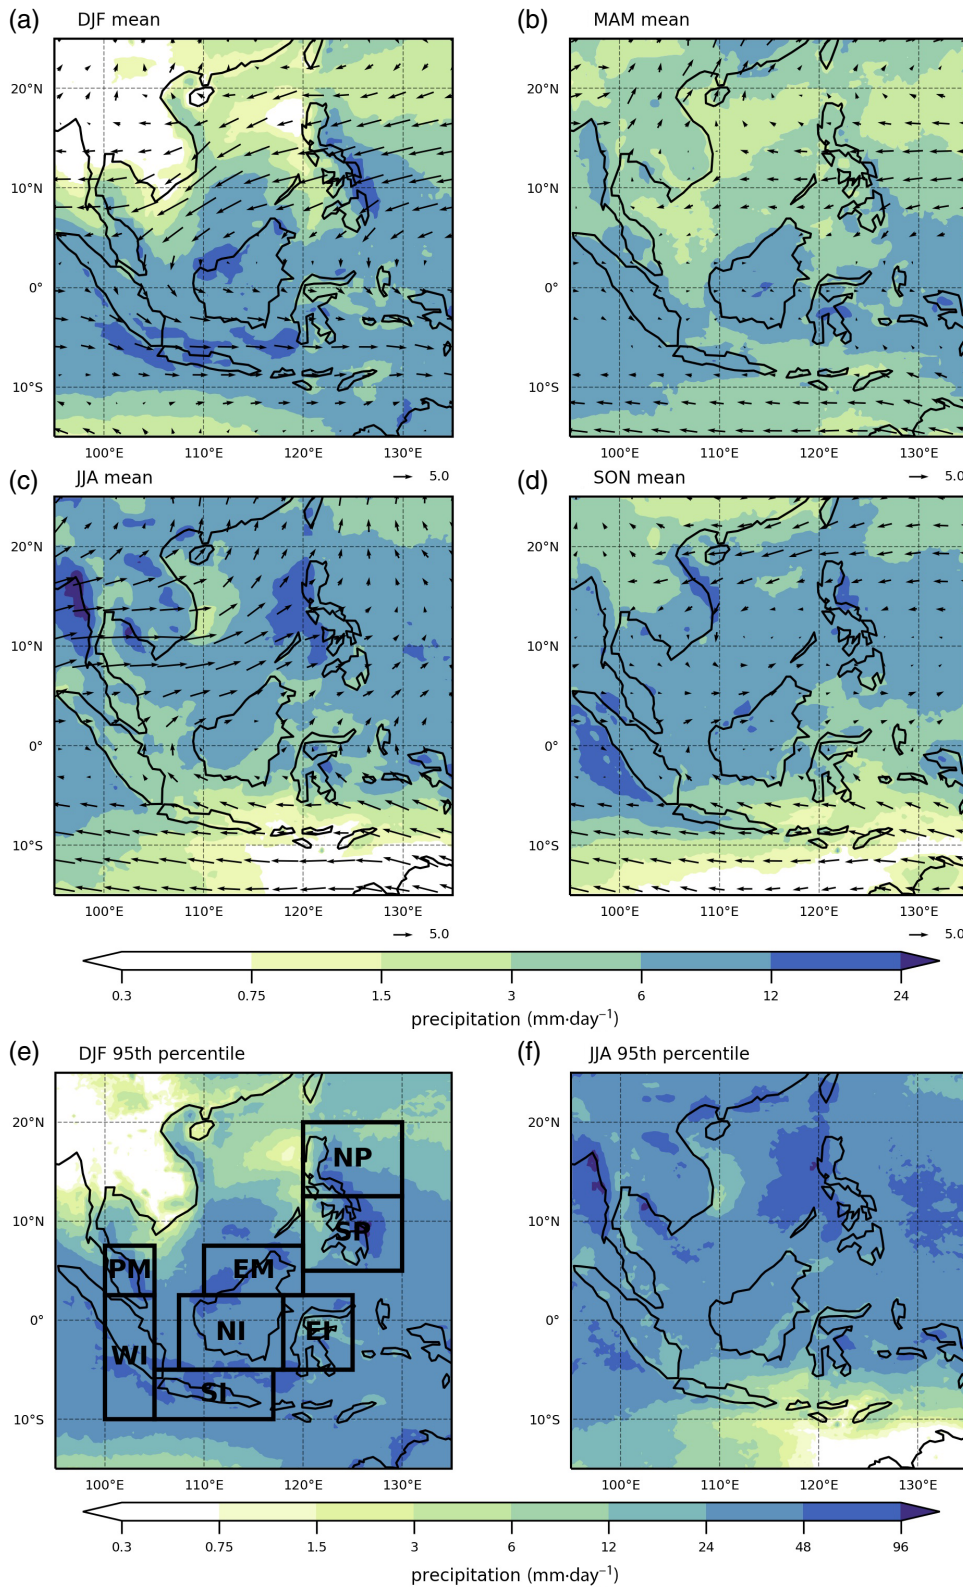 (a) DJF mean
(b) MAM mean
20°N
20°N
10°N
10°N
0°
0°
10°S
10°S
100°E 110°E 120°E 130°E
100°E 110°E 120°E 130°E
5.0
5.0
(c) JJA mean
(d) SON mean
20°N
20°N
10°N
10°N
0°
0°
10°S
10°S
100°E 110°E 120°E 130°E
100°E 110°E 120°E 130°E
5.0
5.0
0.3 0.75 1.5 3 6 12 24
precipitation (mm·day⁻¹)
(e) DJF 95th percentile
(f) JJA 95th percentile
20°N
20°N
NP
10°N
10°N
SP
PM EM
0°
0°
NI EI
WI
SI
10°S
10°S
100°E 110°E 120°E 130°E
100°E 110°E 120°E 130°E
0.3 0.75 1.5 3 6 12 24 48 96
precipitation (mm·day⁻¹)